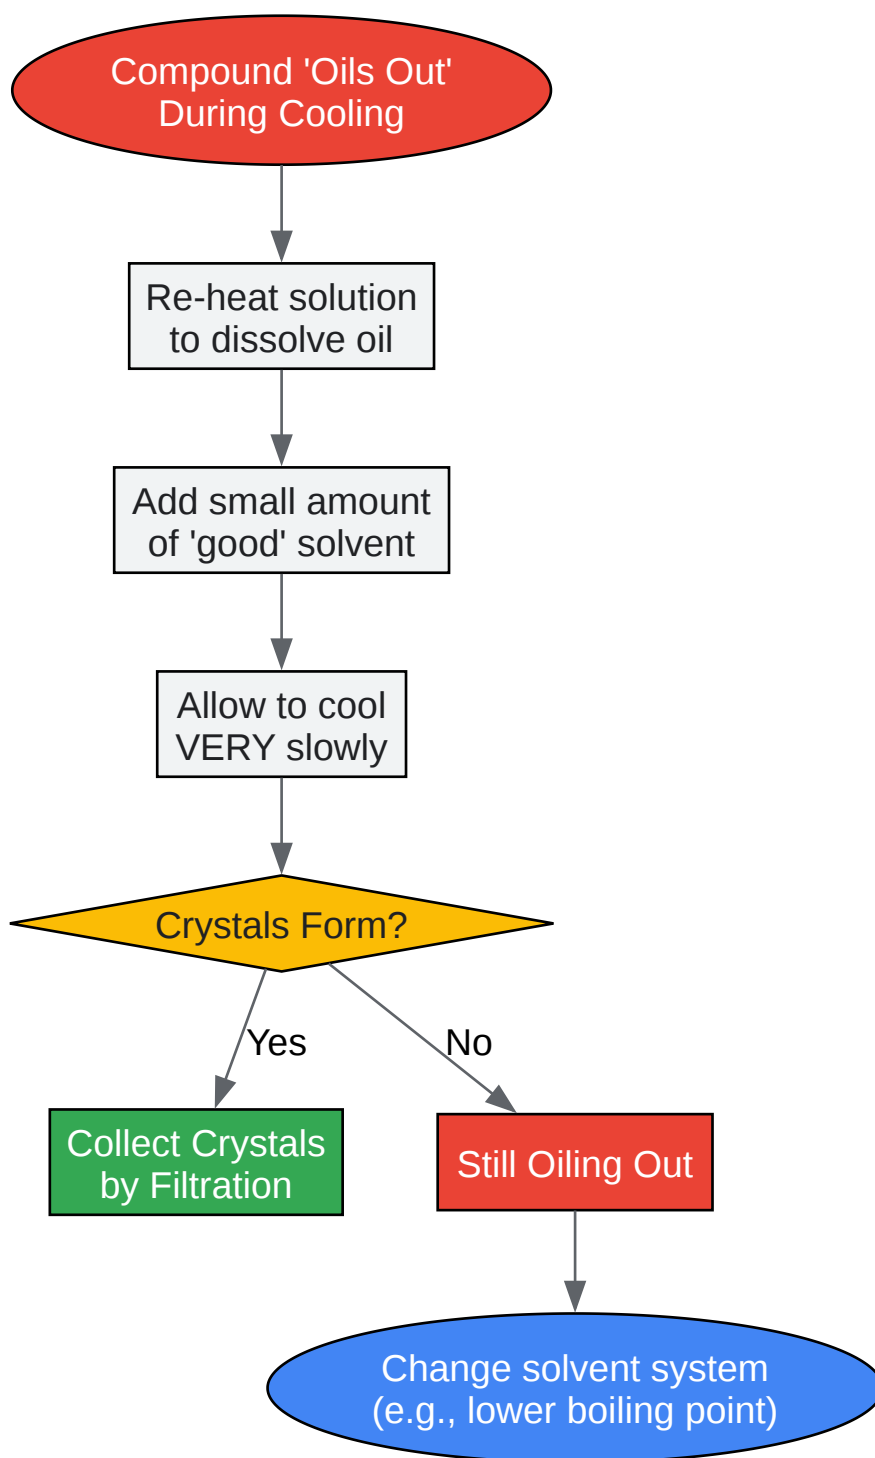 Compound 'Oils Out'
During Cooling
Re-heat solution
to dissolve oil
Add small amount
of 'good' solvent
Allow to cool
VERY slowly
Crystals Form?
Yes
No
Collect Crystals
by Filtration
Still Oiling Out
Change solvent system
(e.g., lower boiling point)